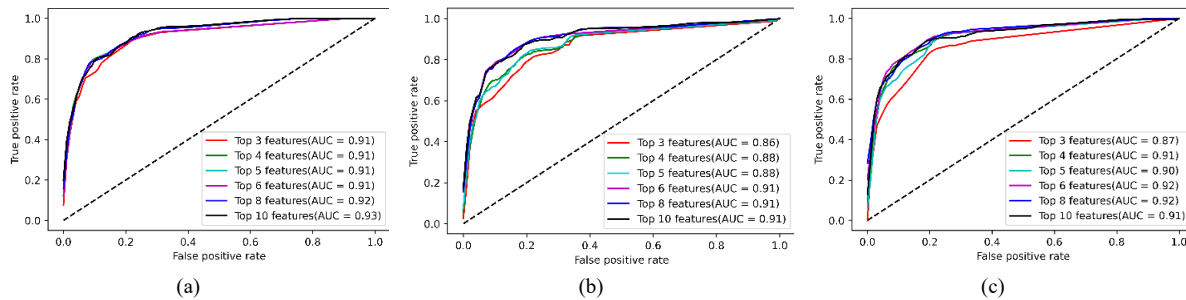 1.0
0.8
0.6
0.4
0.2
0.0
True positive rate
Top 3 features(AUC = 0.91)
Top 4 features(AUC = 0.91)
Top 5 features(AUC = 0.91)
Top 6 features(AUC = 0.91)
Top 8 features(AUC = 0.92)
Top 10 features(AUC = 0.93)
0.0 0.2 0.4 0.6 0.8 1.0
False positive rate
(a)
1.0
0.8
0.6
0.4
0.2
0.0
True positive rate
Top 3 features(AUC = 0.86)
Top 4 features(AUC = 0.88)
Top 5 features(AUC = 0.88)
Top 6 features(AUC = 0.91)
Top 8 features(AUC = 0.91)
Top 10 features(AUC = 0.91)
0.0 0.2 0.4 0.6 0.8 1.0
False positive rate
(b)
1.0
0.8
0.6
0.4
0.2
0.0
True positive rate
Top 3 features(AUC = 0.87)
Top 4 features(AUC = 0.91)
Top 5 features(AUC = 0.90)
Top 6 features(AUC = 0.92)
Top 8 features(AUC = 0.92)
Top 10 features(AUC = 0.91)
0.0 0.2 0.4 0.6 0.8 1.0
False positive rate
(c)